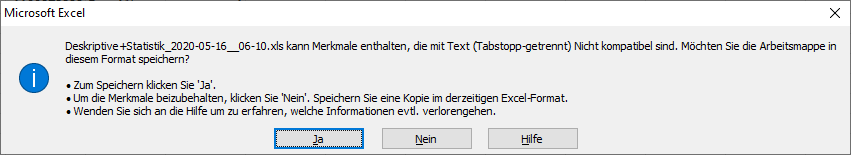 Microsoft Excel
Deskriptive+Statistik_2020-05-16__06-10.xls kann Merkmale enthalten, die mit Text (Tabstopp-getrennt) Nicht kompatibel sind. Möchten Sie die Arbeitsmappe in
diesem Format speichern?
• Zum Speichern klicken Sie 'Ja'.
• Um die Merkmale beizubehalten, klicken Sie 'Nein'. Speichern Sie eine Kopie im derzeitigen Excel-Format.
• Wenden Sie sich an die Hilfe um zu erfahren, welche Informationen evtl. verlorengehen.
Ja Nein Hilfe